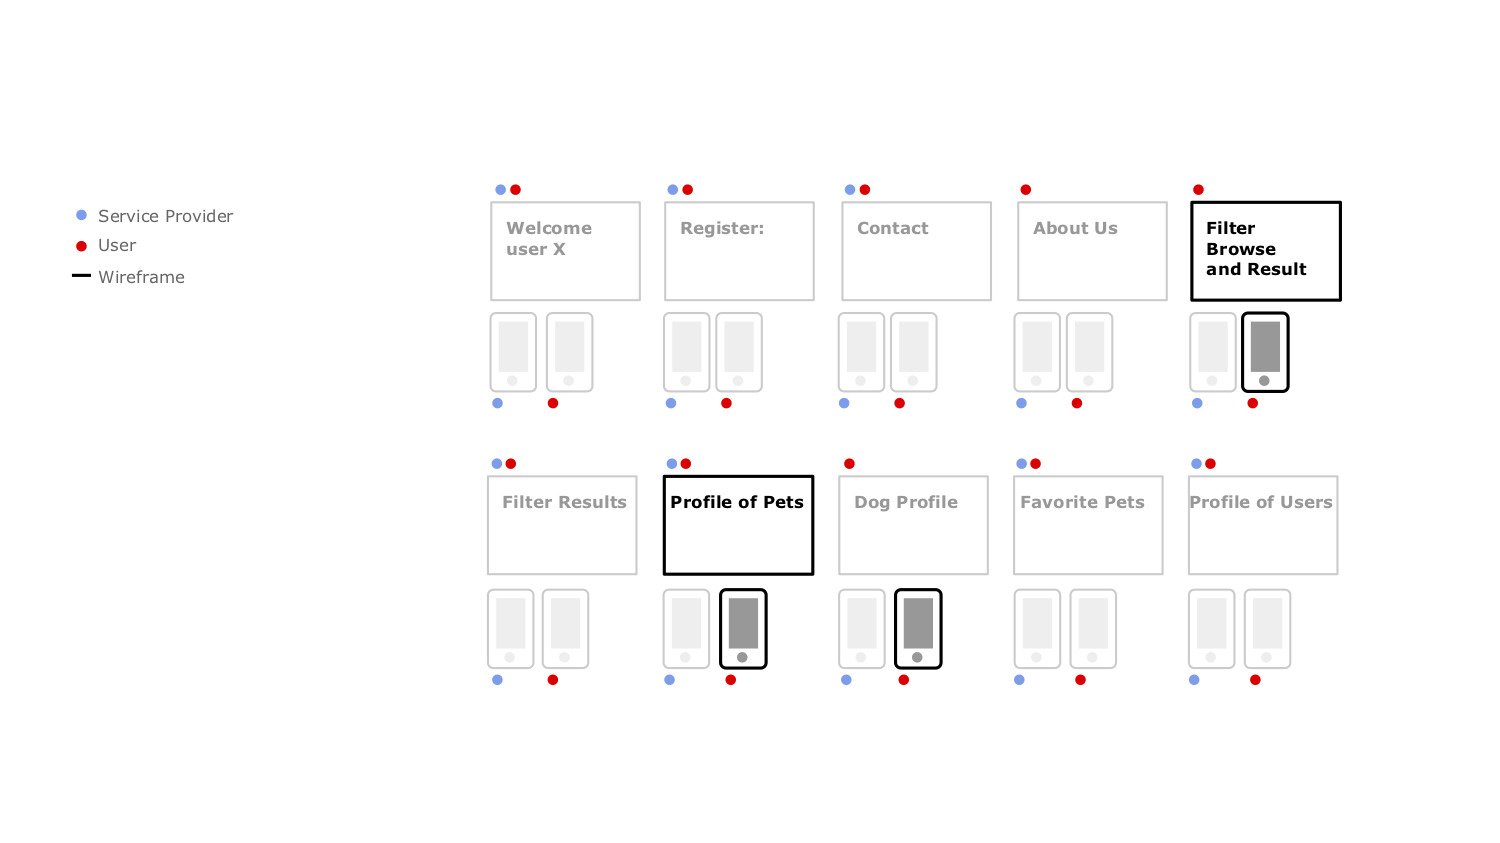 Service Provider
User
Wireframe
Welcome
user X
Register:
Contact
About Us
Filter
Browse
and Result
Filter Results
Profile of Pets
Dog Profile
Favorite Pets
Profile of Users